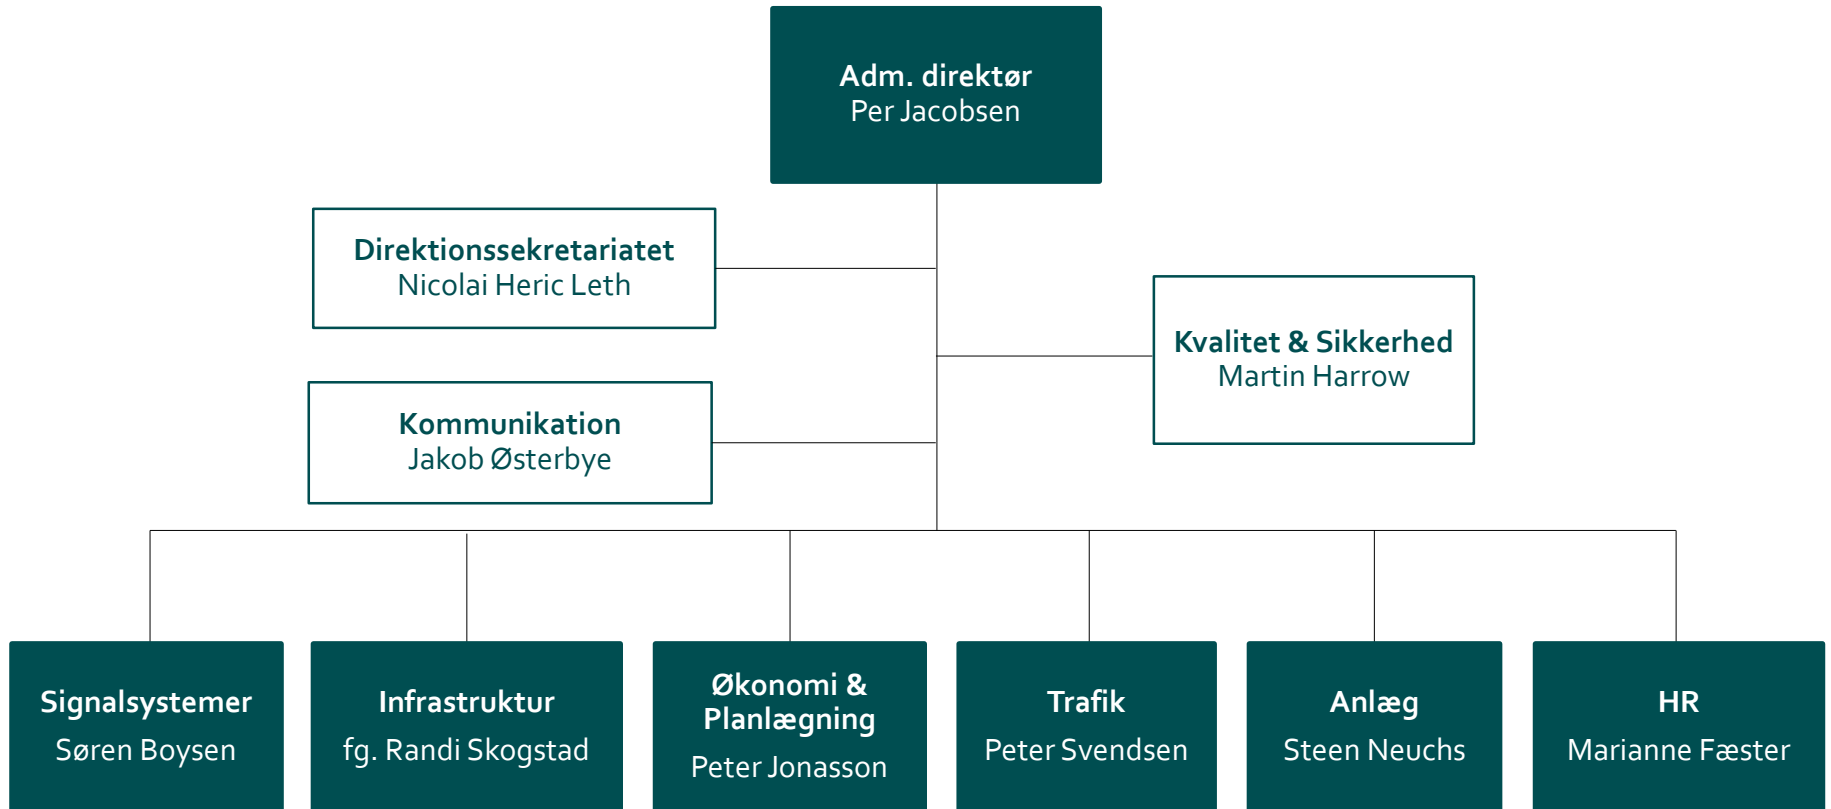 Adm. direktør
Per Jacobsen
Direktionssekretariatet
Nicolai Heric Leth
Kvalitet & Sikkerhed
Martin Harrow
Kommunikation
Jakob Østerbye
Signalsystemer
Søren Boysen
Infrastruktur
fg. Randi Skogstad
Økonomi &
Planlægning
Peter Jonasson
Trafik
Peter Svendsen
Anlæg
Steen Neuchs
HR
Marianne Fæster